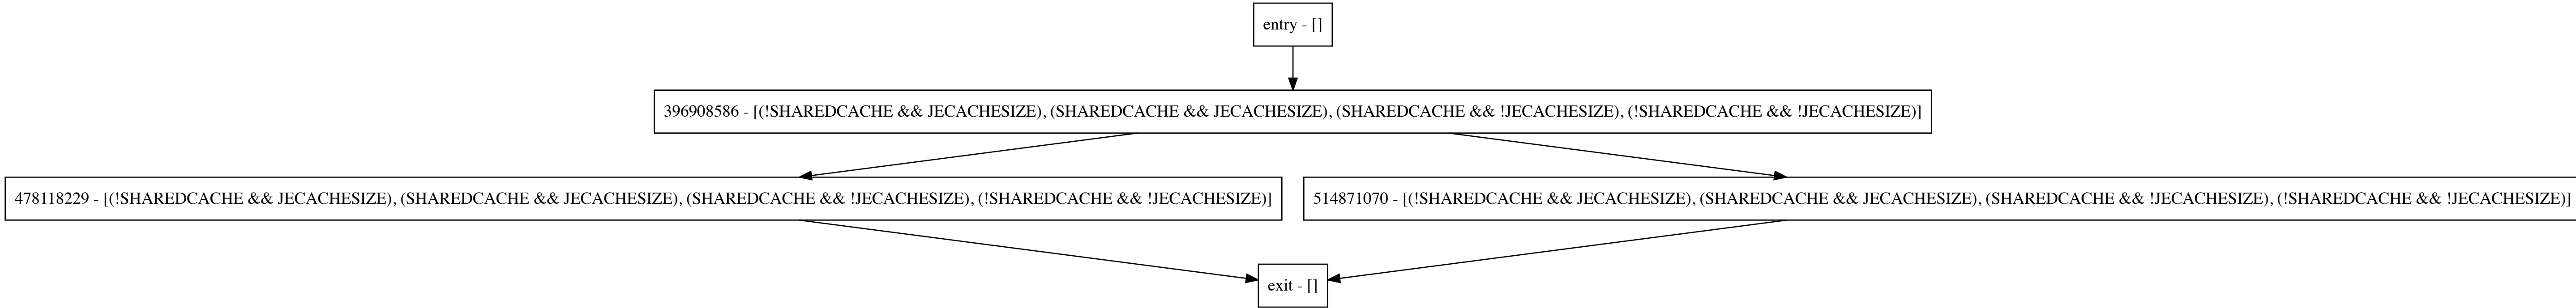 entry - []
396908586 - [(!SHAREDCACHE && JECACHESIZE), (SHAREDCACHE && JECACHESIZE), (SHAREDCACHE && !JECACHESIZE), (!SHAREDCACHE && !JECACHESIZE)]
478118229 - [(!SHAREDCACHE && JECACHESIZE), (SHAREDCACHE && JECACHESIZE), (SHAREDCACHE && !JECACHESIZE), (!SHAREDCACHE && !JECACHESIZE)]
514871070 - [(!SHAREDCACHE && JECACHESIZE), (SHAREDCACHE && JECACHESIZE), (SHAREDCACHE && !JECACHESIZE), (!SHAREDCACHE && !JECACHESIZE)]
exit - []